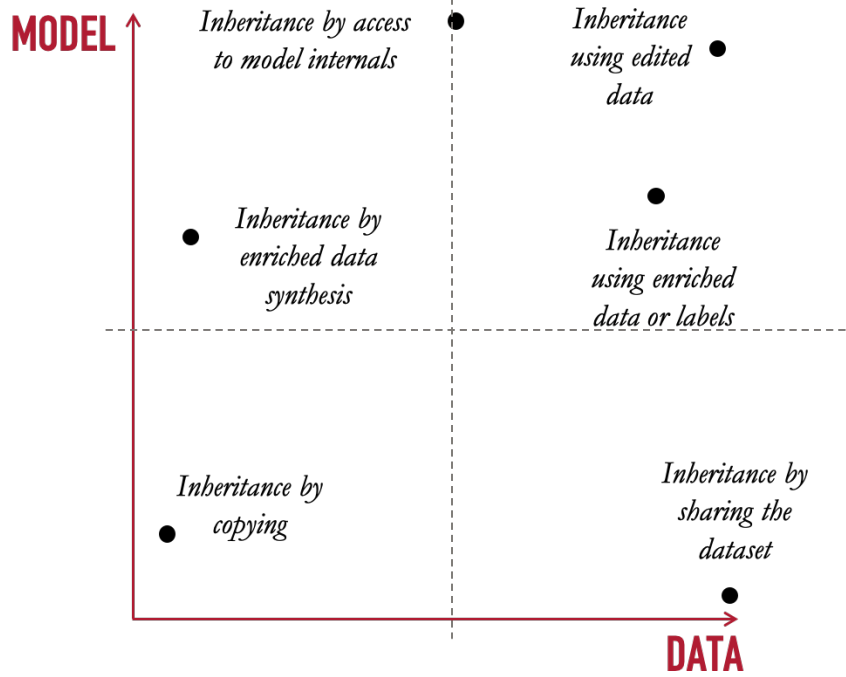 MODEL
Inheritance by access
to model internals
Inheritance
using edited
data
Inheritance by
enriched data
synthesis
Inheritance
using enriched
data or labels
Inheritance by
copying
Inheritance by
sharing the
dataset
DATA